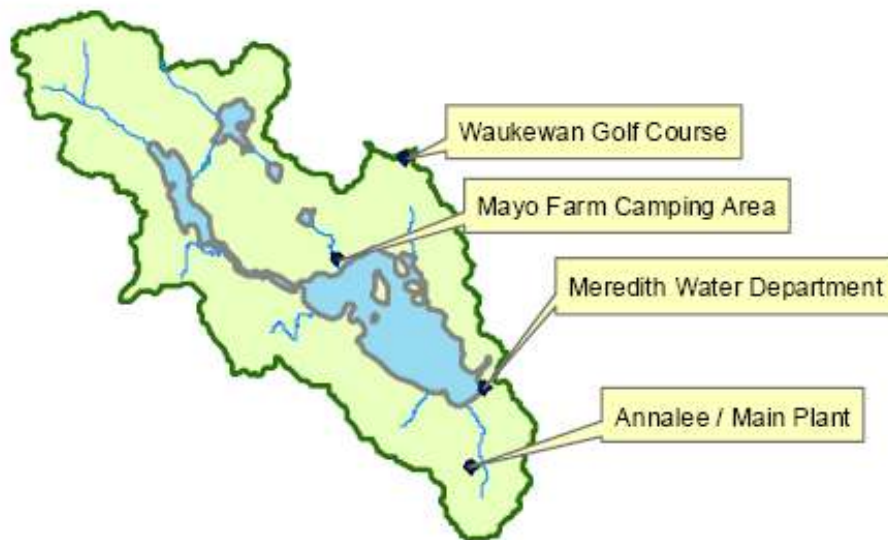 Waukewan Golf Course
Mayo Farm Camping Area
Meredith Water Department
Annalee / Main Plant